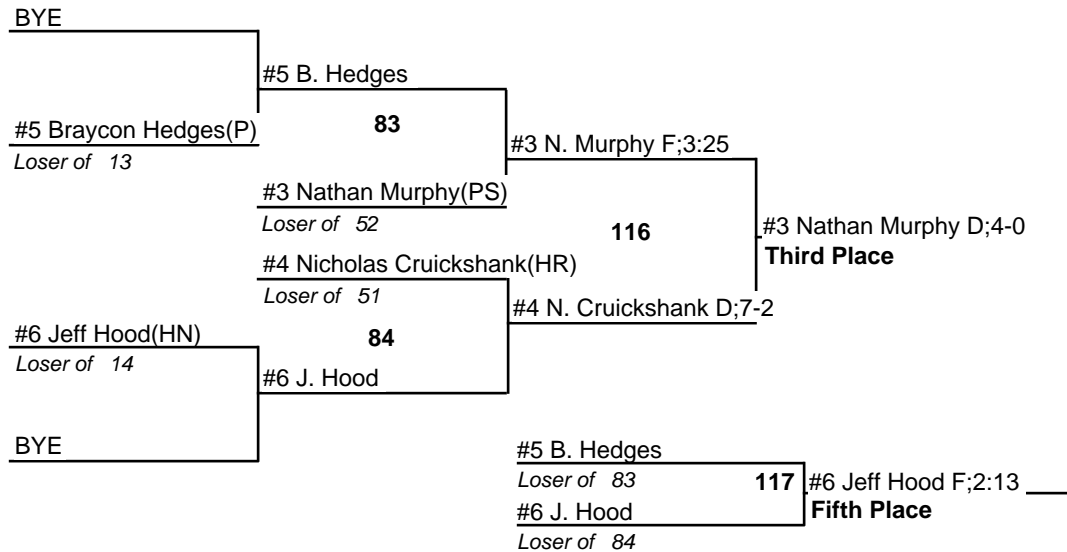 BYE
#5 B. Hedges
#5 Braycon Hedges(P)
83
Loser of 13
#3 N. Murphy F;3:25
#3 Nathan Murphy(PS)
Loser of 52
116
#3 Nathan Murphy D;4-0
Third Place
#4 Nicholas Cruickshank(HR)
Loser of 51
#4 N. Cruickshank D;7-2
#6 Jeff Hood(HN)
84
Loser of 14
#6 J. Hood
BYE
#5 B. Hedges
Loser of 83
117
#6 Jeff Hood F;2:13
Fifth Place
#6 J. Hood
Loser of 84